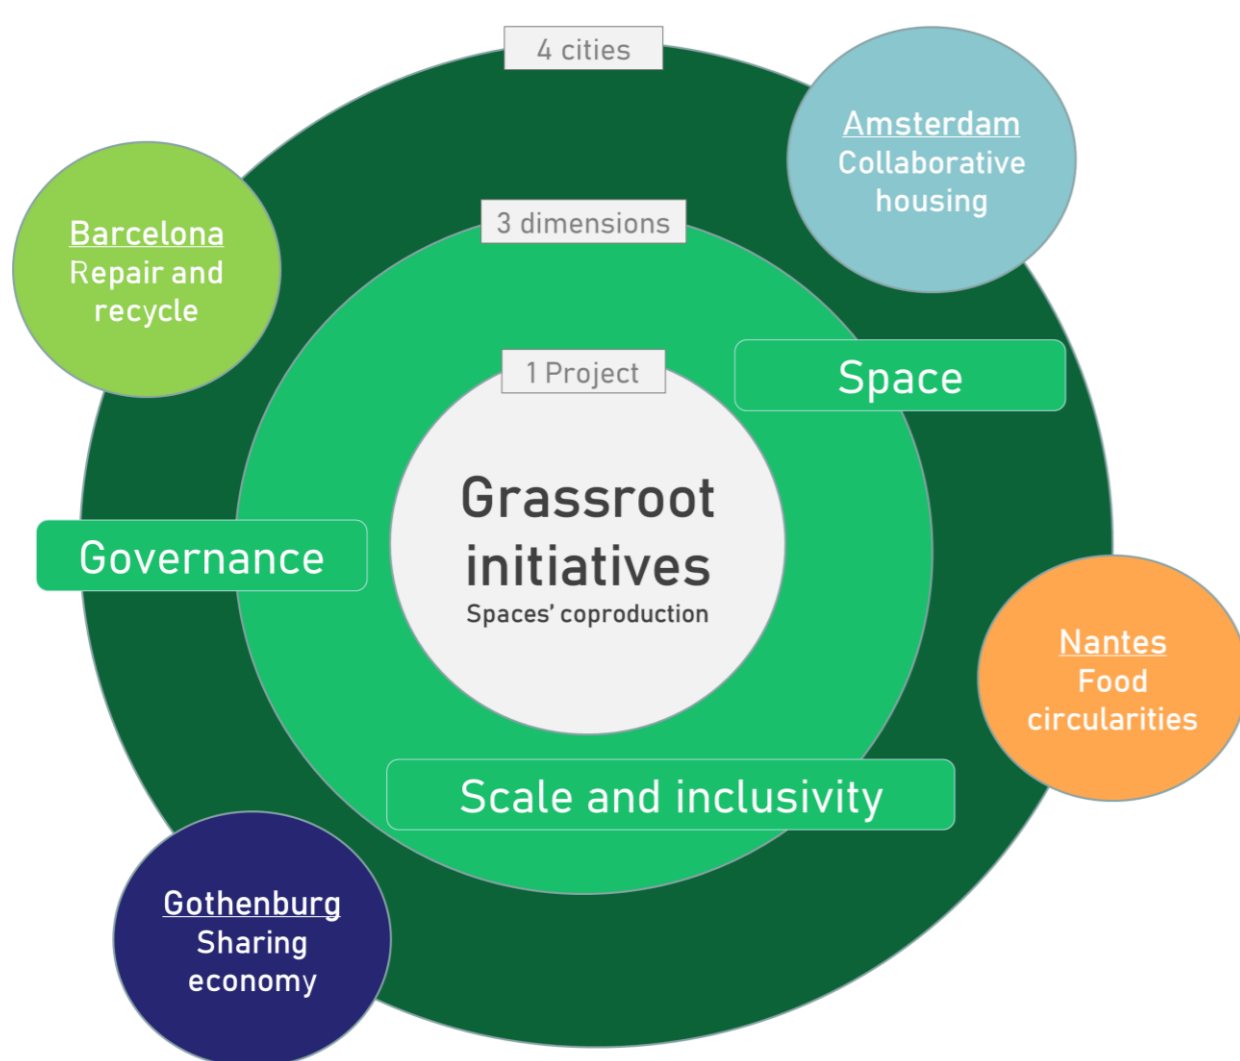 4 cities
Amsterdam
Collaborative
housing
Barcelona
Repair and
recycle
3 dimensions
1 Project
Space
Grassroot
initiatives
Spaces’ coproduction
Governance
Nantes
Food
circularities
Scale and inclusivity
Gothenburg
Sharing
economy